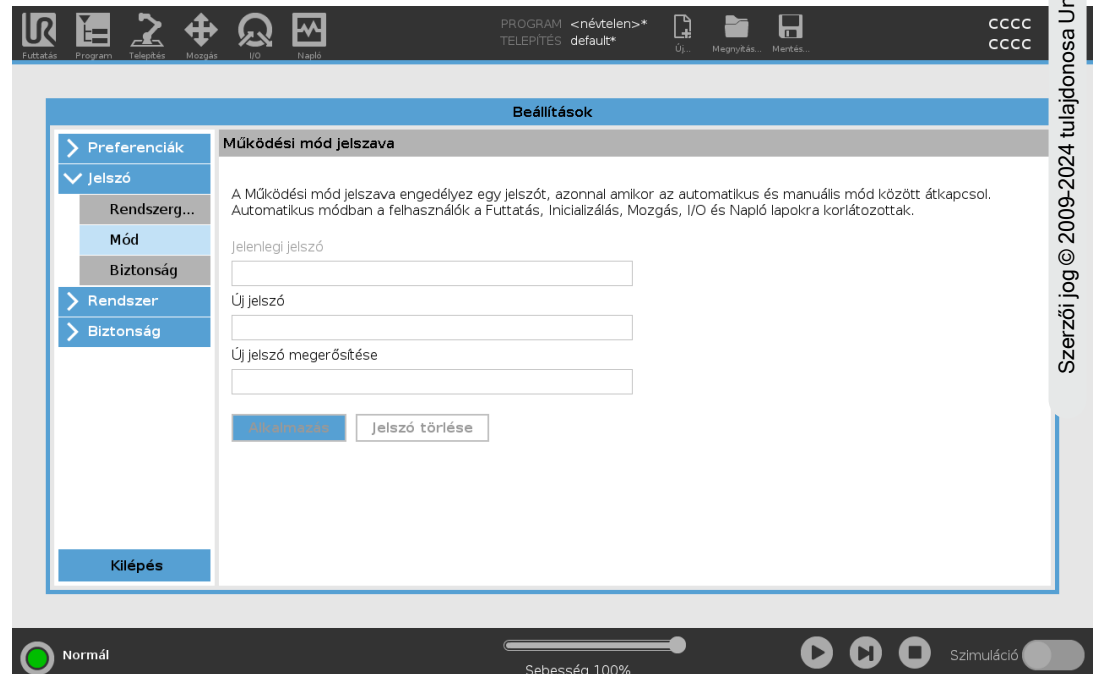 PROGRAM <névtelen>*
TELEPÍTÉS default*
CCCC
CCCC
Futtatás Program Telepítés Mozgás I/O Napló Új... Megnyitás... Mentés...
Beállítások
Preferenciák
Jelszó
Rendszerg...
Mód
Biztonság
Rendszer
Biztonság
Kilépés
Működési mód jelszava
A Működési mód jelszava engedélyez egy jelszót, azonnal amikor az automatikus és manuális mód között átkapcsol.
Automatikus módban a felhasználók a Futtatás, Inicializálás, Mozgás, I/O és Napló lapokra korlátozottak.
Jelenlegi jelszó
Új jelszó
Új jelszó megerősítése
Alkalmazás Jelszó törlése
Normál
Sebesség 100%
Szimuláció
Szerzői jog © 2009-2024 tulajdonosa Un